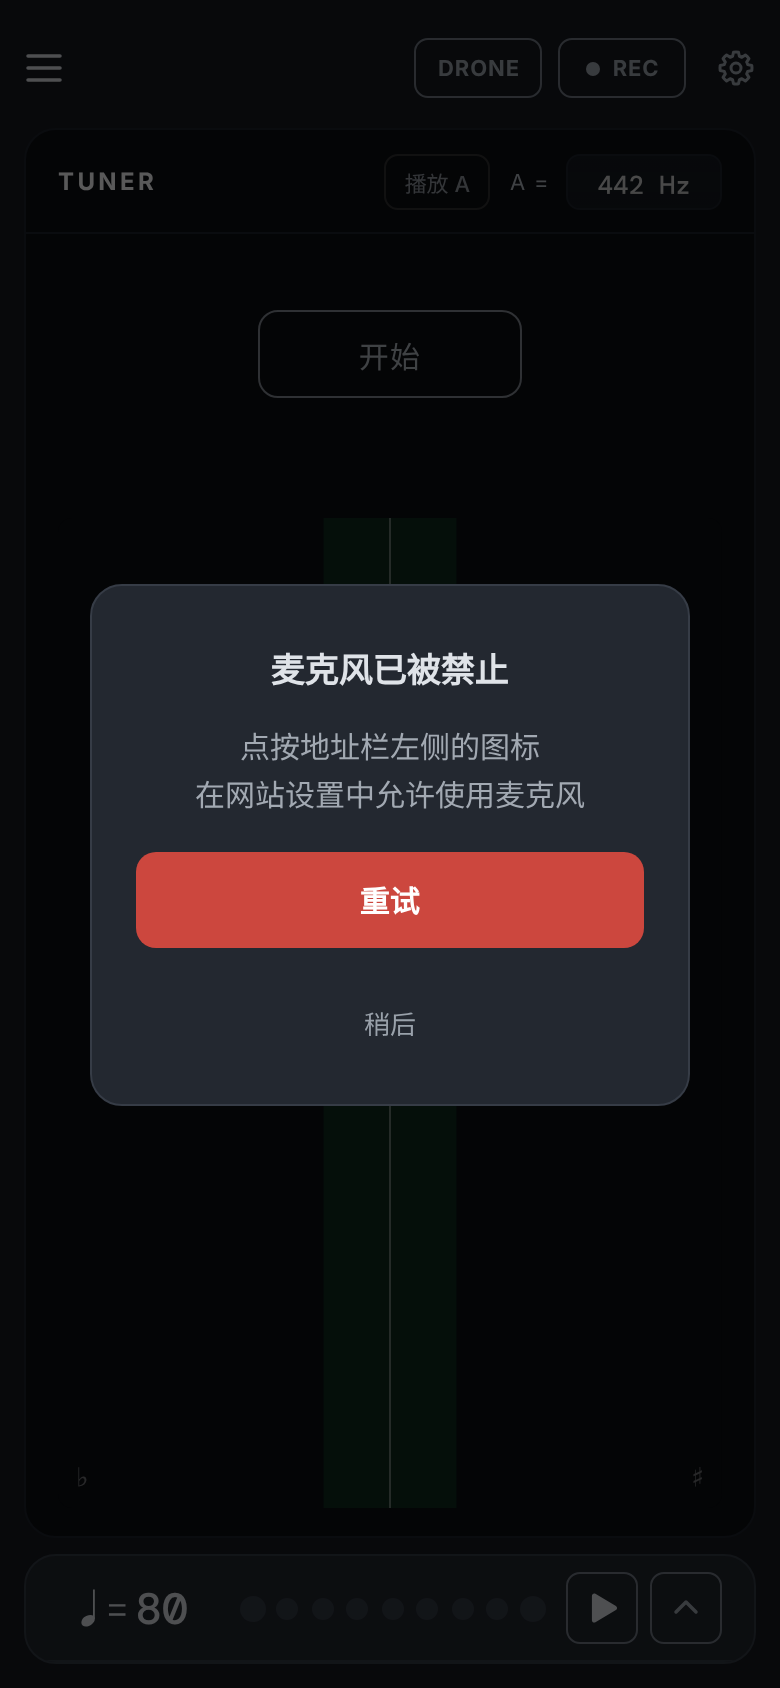 DRONE
REC
TUNER
播放 A
A =
442 Hz
开始
麦克风已被禁止
点按地址栏左侧的图标
在网站设置中允许使用麦克风
重试
稍后
♭
♯
♩ = 80